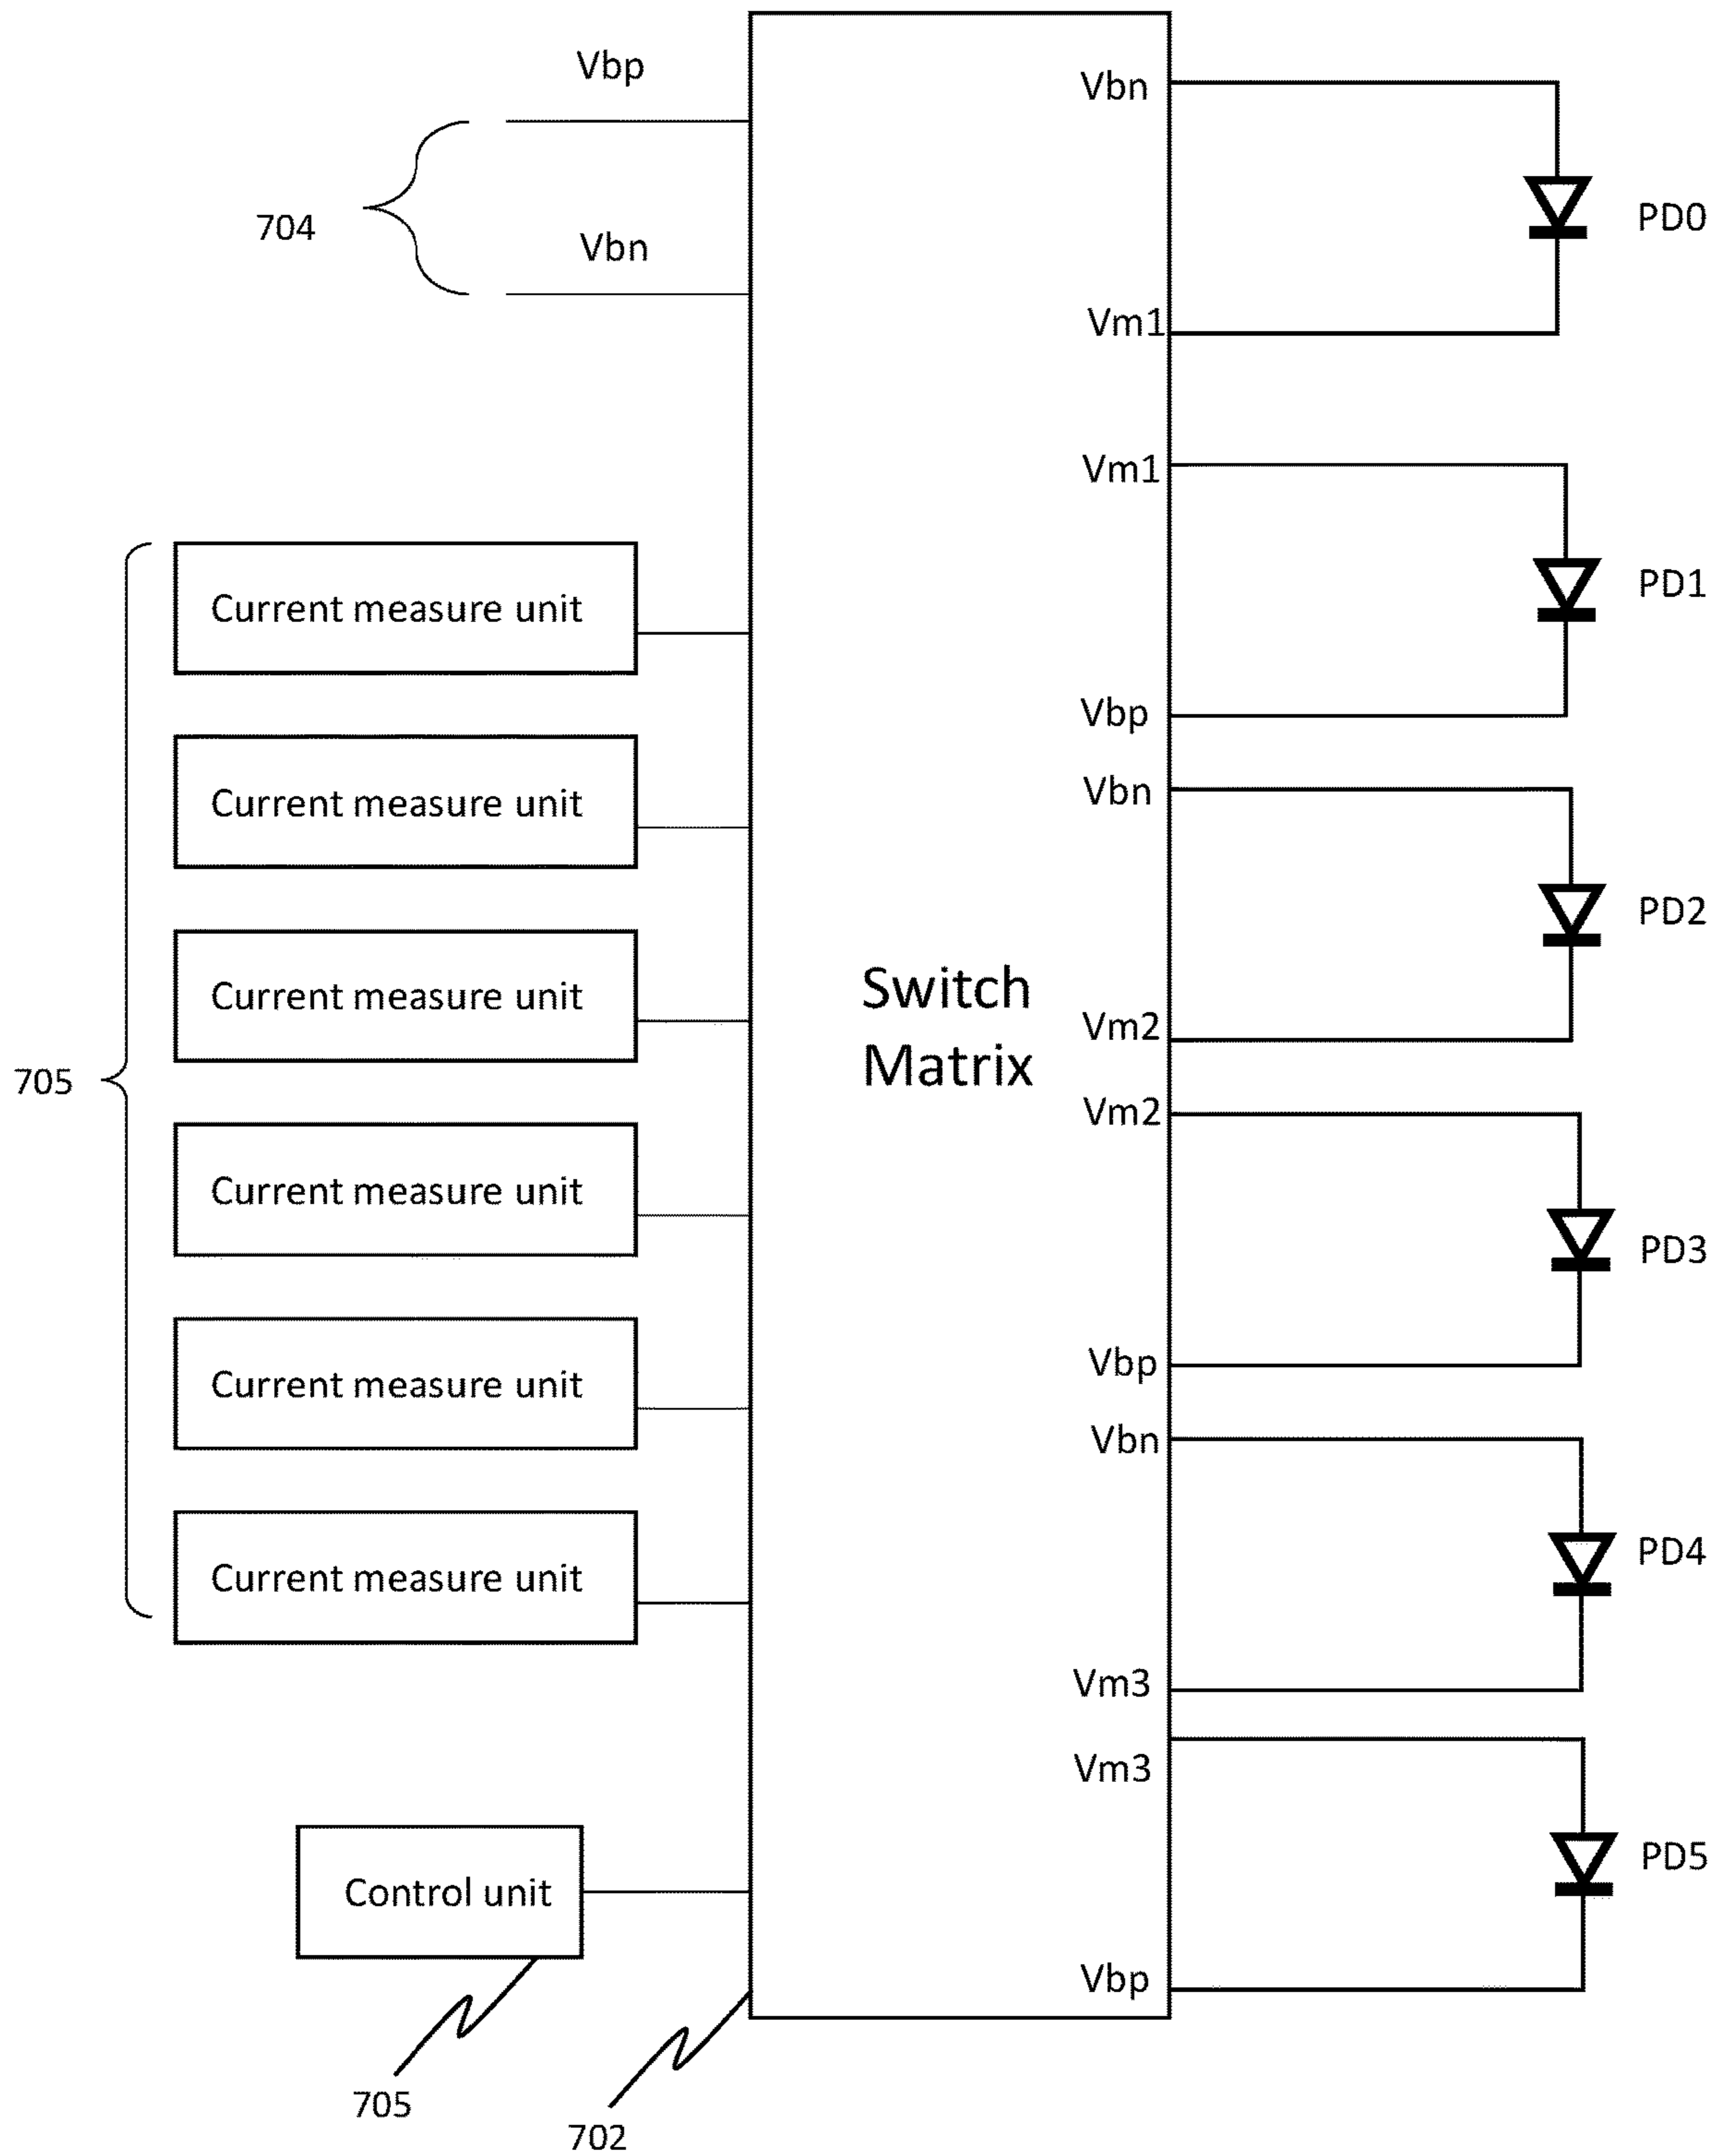 Vbp
Vbn
704
Current measure unit
Current measure unit
Current measure unit
Current measure unit
Current measure unit
Current measure unit
705
Control unit
705
702
Switch
Matrix
Vbn
Vm1
PD0
Vm1
Vbp
PD1
Vbn
Vm2
PD2
Vm2
Vbp
PD3
Vbn
Vm3
PD4
Vm3
Vbp
PD5